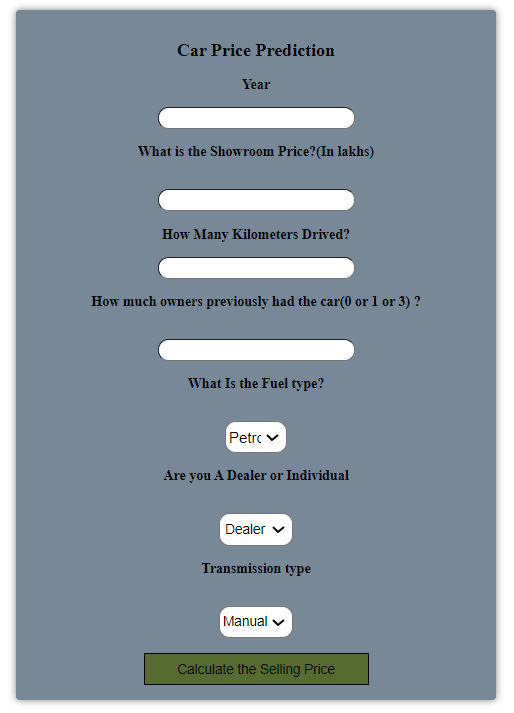 Car Price Prediction
Year
What is the Showroom Price?(In lakhs)
How Many Kilometers Drived?
How much owners previously had the car(0 or 1 or 3) ?
What Is the Fuel type?
Petro
Are you A Dealer or Individual
Dealer
Transmission type
Manual
Calculate the Selling Price